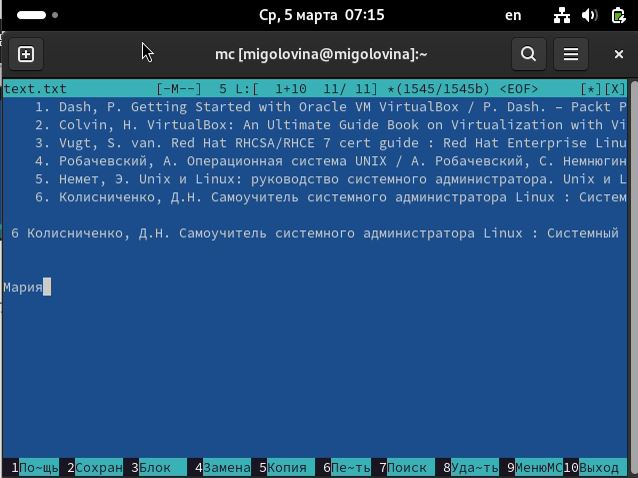 Ср, 5 марта 07:15
en
mc [migolovina@migolovina]:~
text.txt [-M--] 5 L:[ 1+10 11/ 11] *(1545/1545b) <EOF> [*][X]
1. Dash, P. Getting Started with Oracle VM VirtualBox / P. Dash. – Packt P
2. Colvin, H. VirtualBox: An Ultimate Guide Book on Virtualization with Vi
3. Vugt, S. van. Red Hat RHCSA/RHCE 7 cert guide : Red Hat Enterprise Linu
4. Робачевский, А. Операционная система UNIX / А. Робачевский, С. Немнюгин
5. Немет, Э. Unix и Linux: руководство системного администратора. Unix и L
6. Колисниченко, Д.Н. Самоучитель системного администратора Linux : Систем
6 Колисниченко, Д.Н. Самоучитель системного администратора Linux : Системный
Мария
1По~щь 2Сохран 3Блок 4Замена 5Копия 6Пе~ть 7Поиск 8Уда~ть 9МенюМС 10Выход